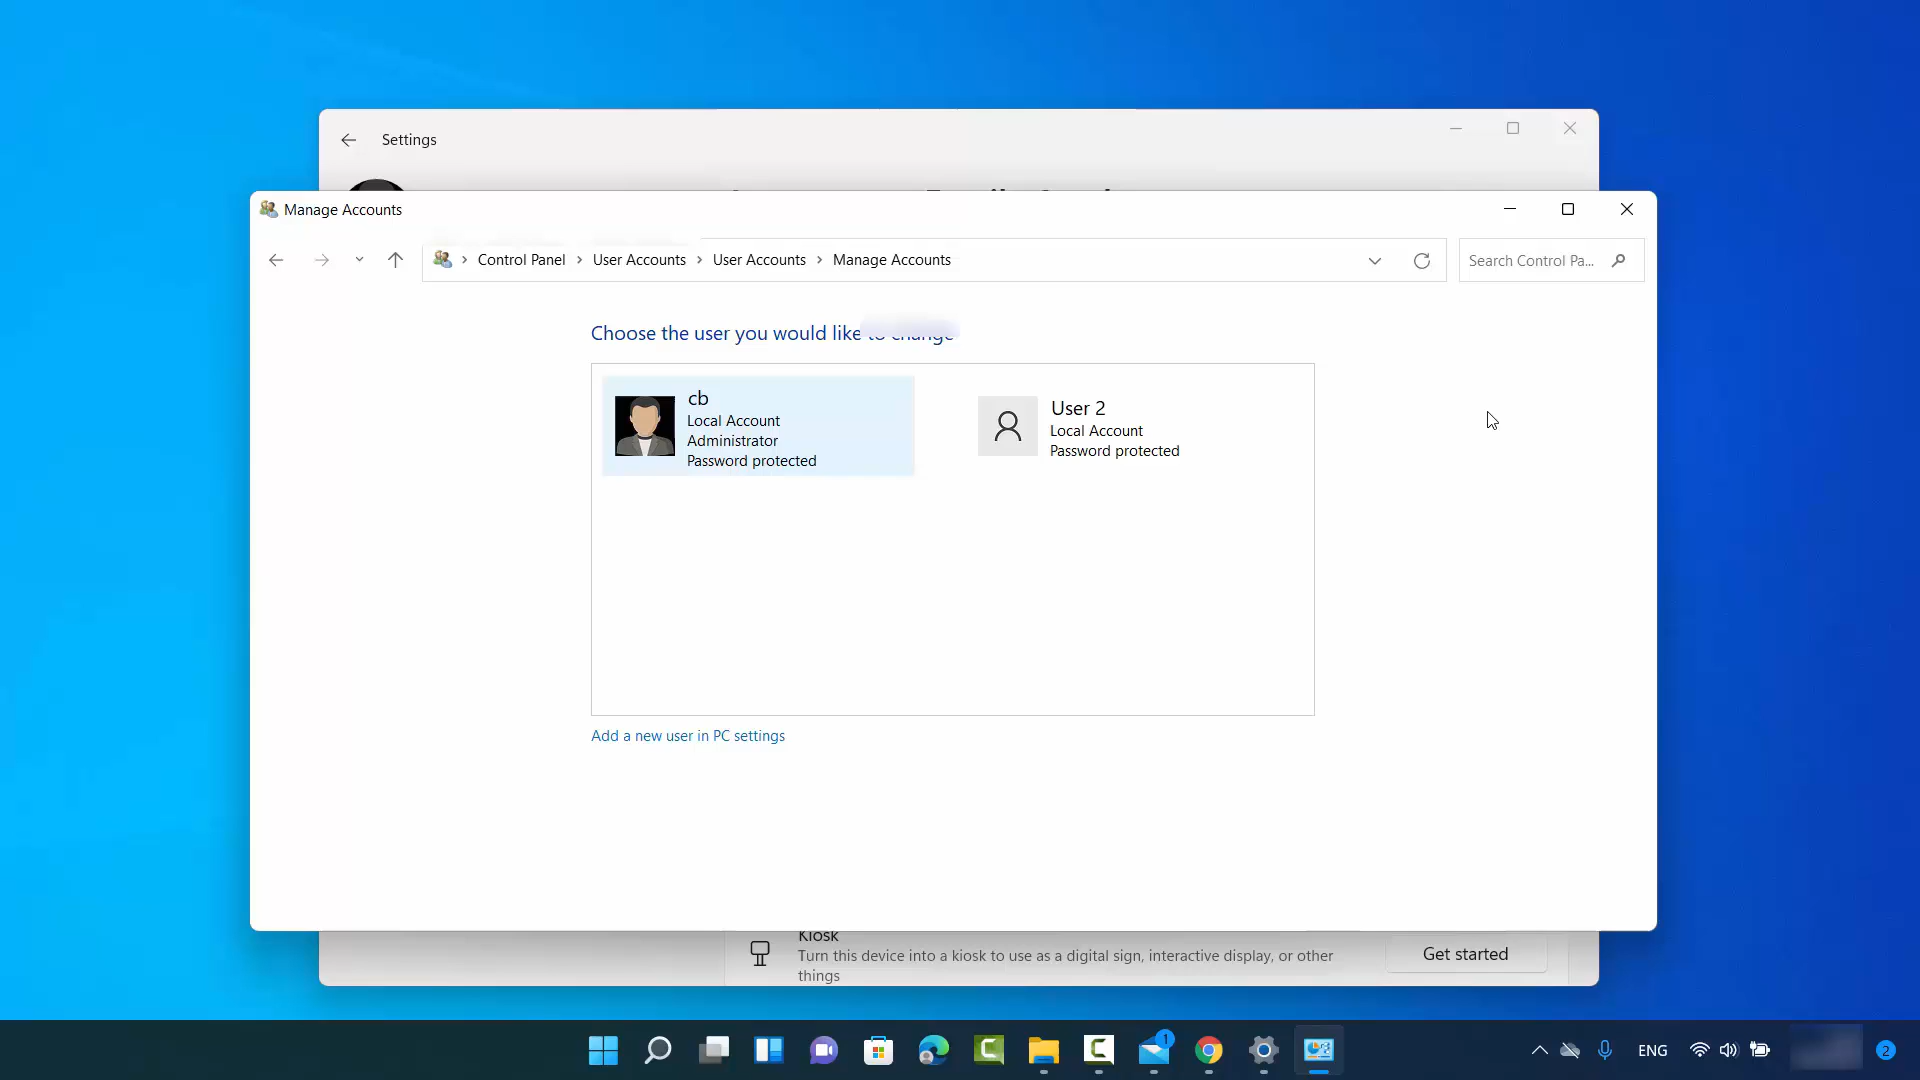 Settings
Manage Accounts
Control Panel > User Accounts > User Accounts > Manage Accounts
Search Control Pa...
Choose the user you would like to change
cb
Local Account
Administrator
Password protected
User 2
Local Account
Password protected
Add a new user in PC settings
Kiosk
Turn this device into a kiosk to use as a digital sign, interactive display, or other
things
Get started
1
ENG
2